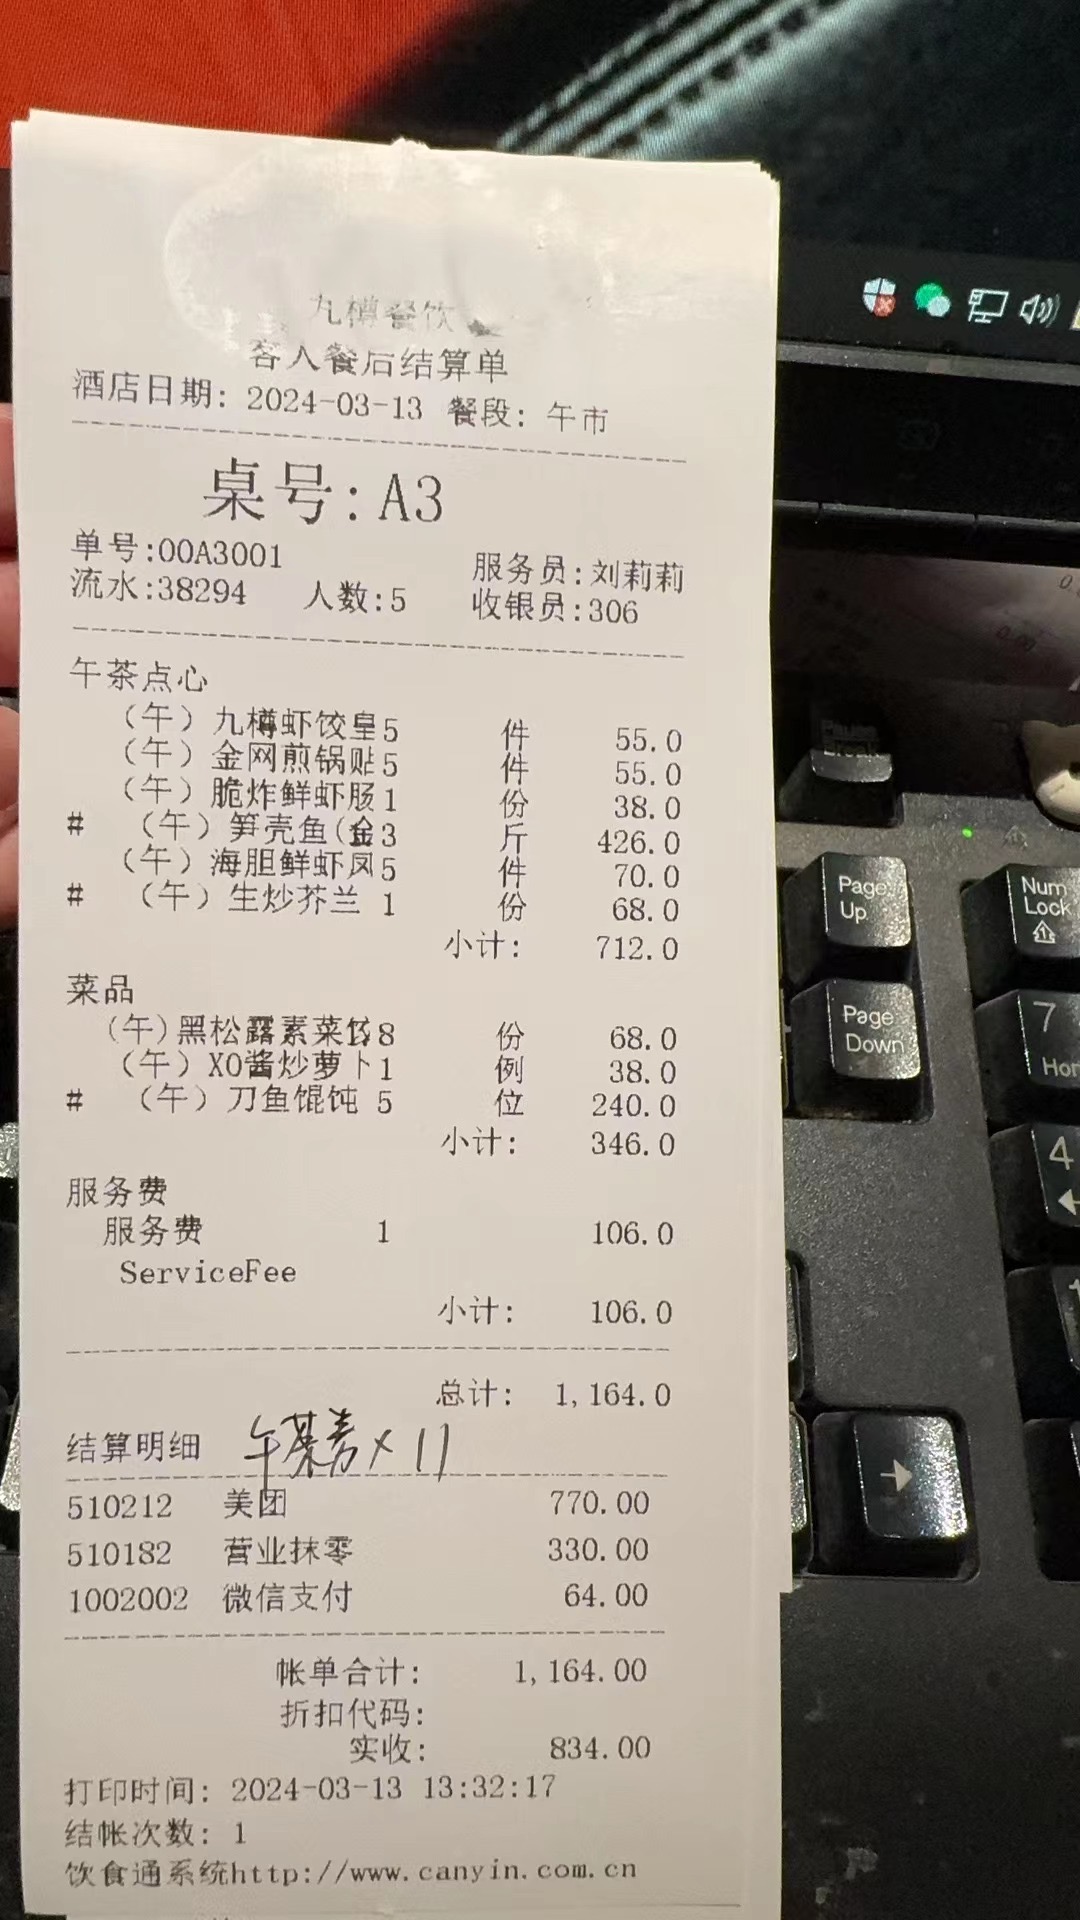 九樽餐饮
客人餐后结算单
酒店日期: 2024-03-13 餐段: 午市
桌号: A3
单号:00A3001 服务员:刘莉莉
流水:38294 人数:5 收银员:306
午茶点心
(午) 九樽虾饺皇5 件 55.0
(午) 金网煎锅贴5 件 55.0
(午) 脆炸鲜虾肠1 份 38.0
# (午) 笋壳鱼(金3 斤 426.0
(午) 海胆鲜虾凤5 件 70.0
# (午) 生炒芥兰 1 份 68.0
小计: 712.0
菜品
(午)黑松露素菜饺8 份 68.0
(午) XO酱炒萝卜1 例 38.0
# (午) 刀鱼馄饨 5 位 240.0
小计: 346.0
服务费
服务费 1 106.0
ServiceFee
小计: 106.0
总计: 1,164.0
结算明细 午茶券×11
510212 美团 770.00
510182 营业抹零 330.00
1002002 微信支付 64.00
帐单合计: 1,164.00
折扣代码:
实收: 834.00
打印时间: 2024-03-13 13:32:17
结帐次数: 1
饮食通系统http://www.canyin.com.cn
Page Up
Num Lock
Page Down
7
4